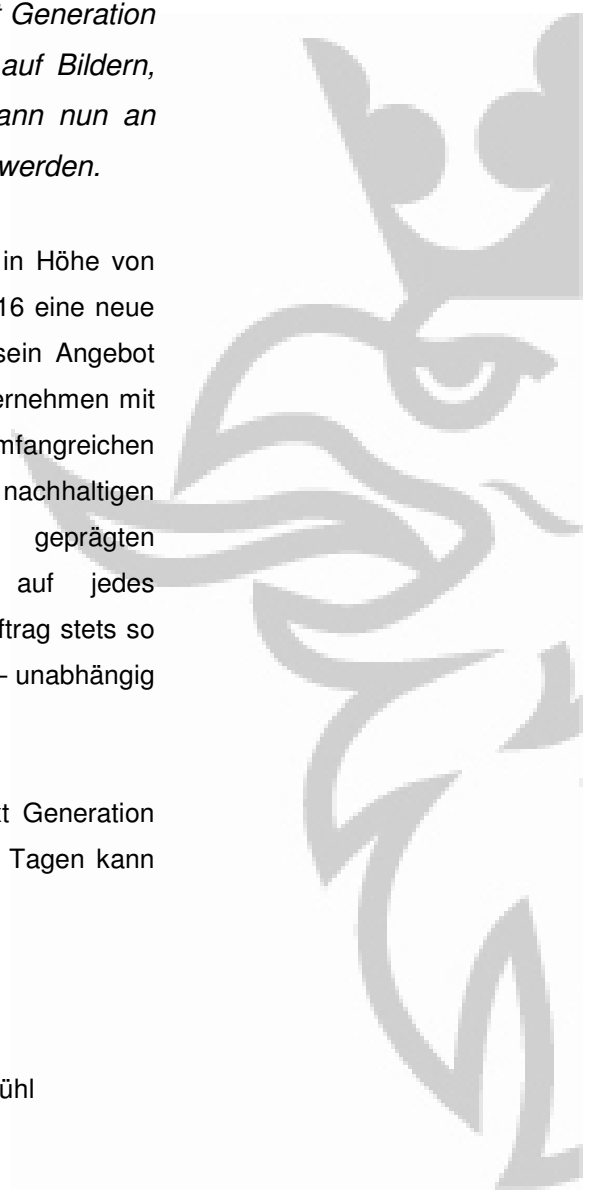 t Generation
auf Bildern,
ann nun an
werden.
in Höhe von
16 eine neue
sein Angebot
ernehmen mit
mfangreichen
nachhaltigen
geprägten
auf jedes
ftrag stets so
– unabhängig
t Generation
Tagen kann
ühl